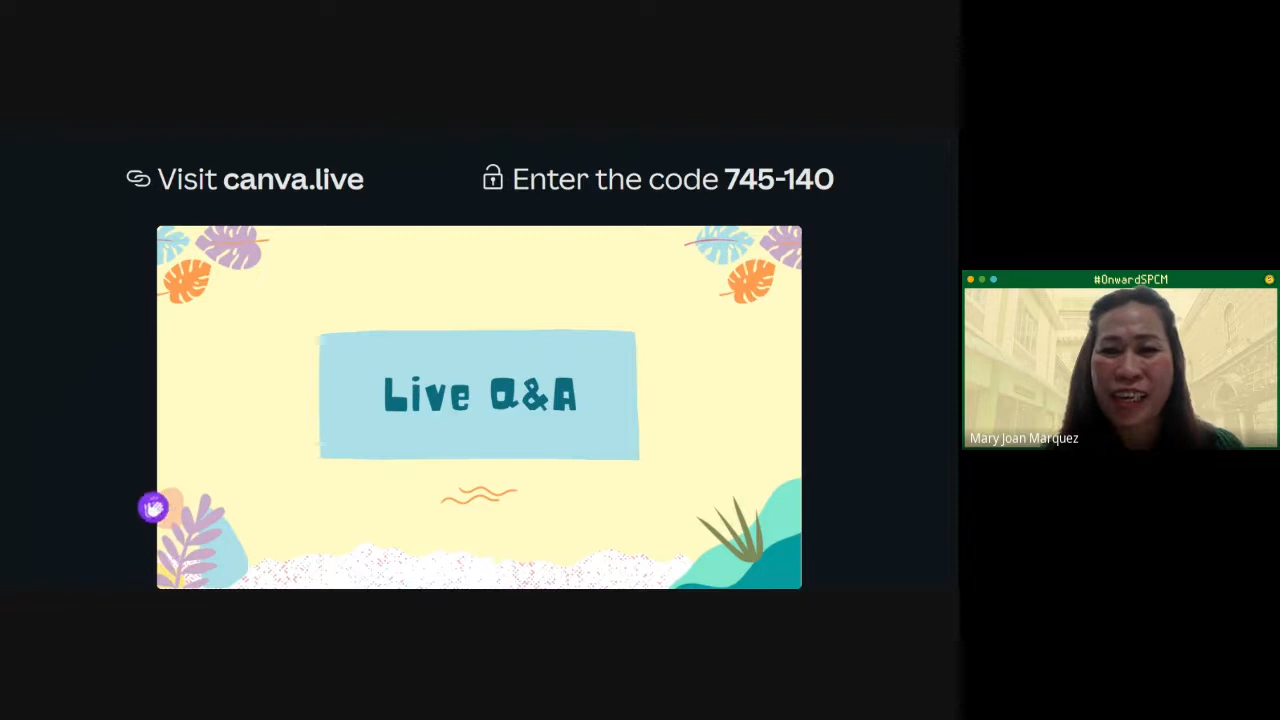 Visit canva.live
Enter the code 745-140
Live Q&A
#OnwardSPCM
Mary Joan Marquez